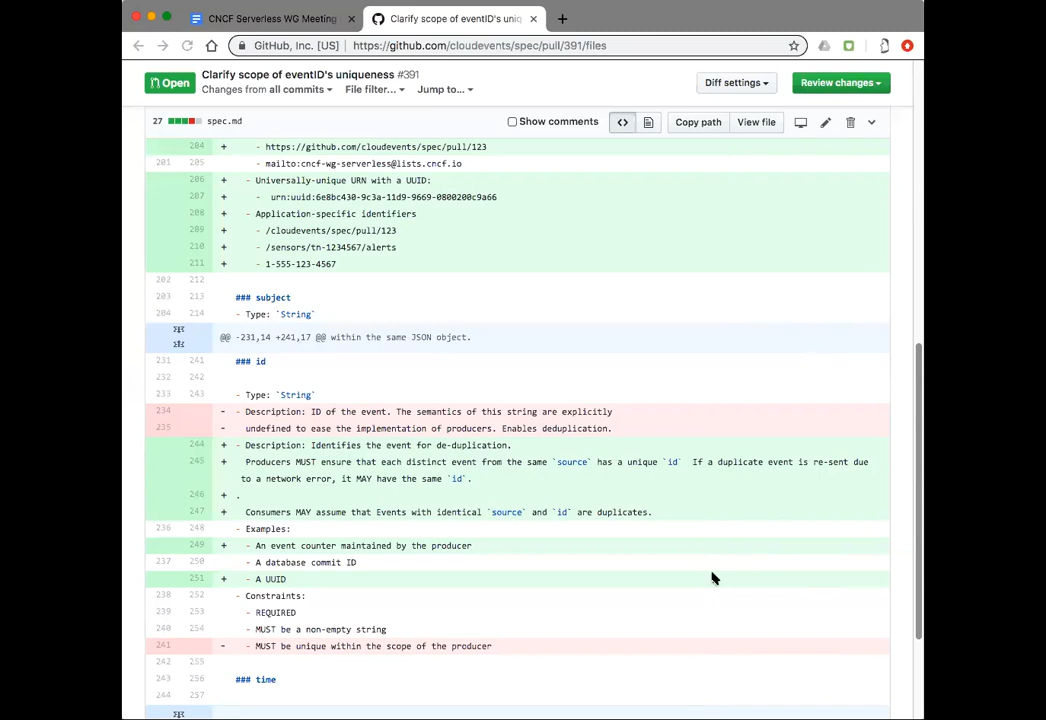 CNCF Serverless WG Meeting
Clarify scope of eventID's uniq
GitHub, Inc. [US] | https://github.com/cloudevents/spec/pull/391/files
Open
Clarify scope of eventID's uniqueness #391
Changes from all commits File filter... Jump to...
Diff settings
Review changes
27 spec.md
Show comments
Copy path View file
204 + - https://github.com/cloudevents/spec/pull/123
201 205 - mailto:cncf-wg-serverless@lists.cncf.io
206 + - Universally-unique URN with a UUID:
207 + - urn:uuid:6e8bc430-9c3a-11d9-9669-0800200c9a66
208 + - Application-specific identifiers
209 + - /cloudevents/spec/pull/123
210 + - /sensors/tn-1234567/alerts
211 + - 1-555-123-4567
202 212
203 213 ### subject
204 214 - Type: `String`
@@ -231,14 +241,17 @@ within the same JSON object.
231 241 ### id
232 242
233 243 - Type: `String`
234 - - Description: ID of the event. The semantics of this string are explicitly
235 - undefined to ease the implementation of producers. Enables deduplication.
244 + - Description: Identifies the event for de-duplication.
245 + Producers MUST ensure that each distinct event from the same `source` has a unique `id` If a duplicate event is re-sent due
to a network error, it MAY have the same `id`.
246 + .
247 + Consumers MAY assume that Events with identical `source` and `id` are duplicates.
236 248 - Examples:
249 + - An event counter maintained by the producer
237 250 - A database commit ID
251 + - A UUID
238 252 - Constraints:
239 253 - REQUIRED
240 254 - MUST be a non-empty string
241 - - MUST be unique within the scope of the producer
242 255
243 256 ### time
244 257